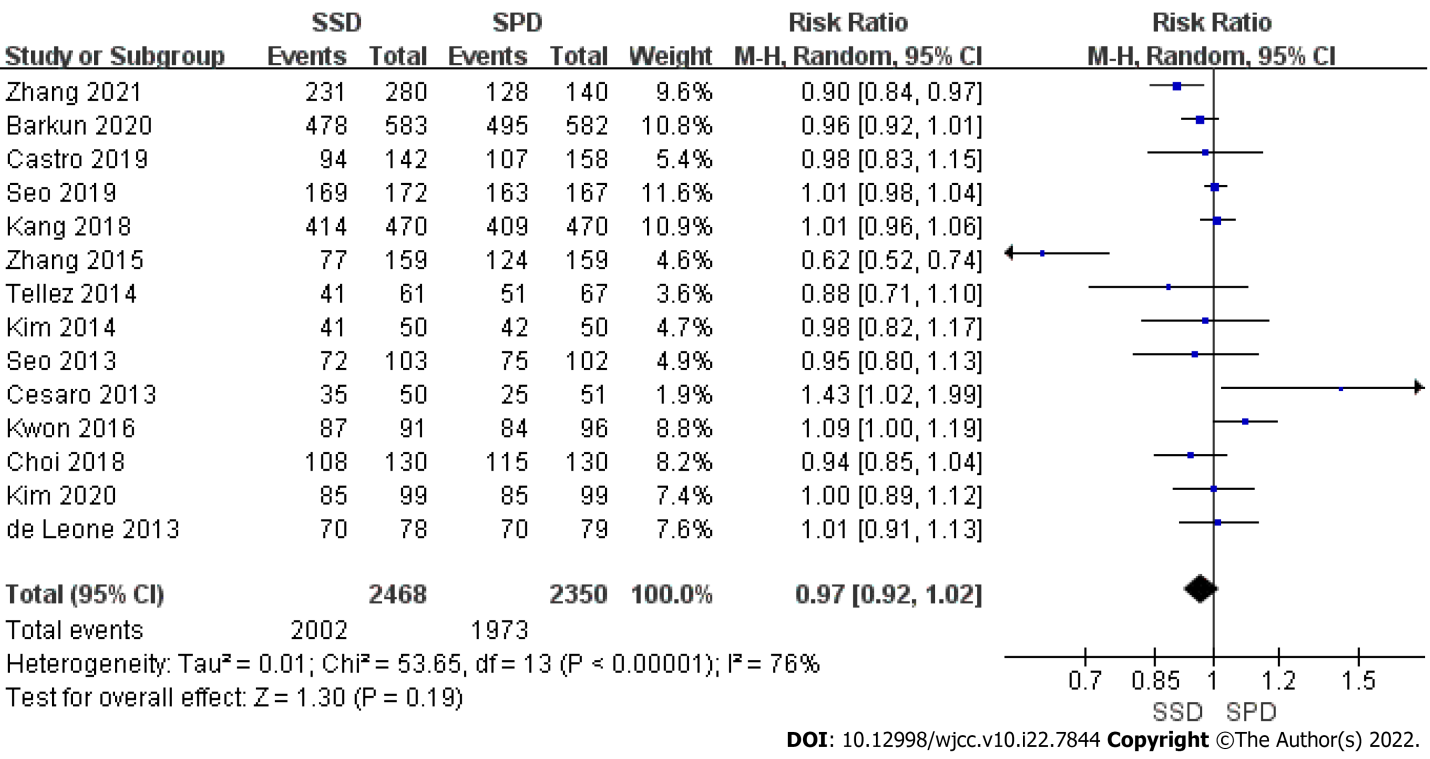 SSD SPD Risk Ratio Risk Ratio
Study or Subgroup Events Total Events Total Weight M-H, Random, 95% CI M-H, Random, 95% CI
Zhang 2021 231 280 128 140 9.6% 0.90 [0.84, 0.97]
Barkun 2020 478 583 495 582 10.8% 0.96 [0.92, 1.01]
Castro 2019 94 142 107 158 5.4% 0.98 [0.83, 1.15]
Seo 2019 169 172 163 167 11.6% 1.01 [0.98, 1.04]
Kang 2018 414 470 409 470 10.9% 1.01 [0.96, 1.06]
Zhang 2015 77 159 124 159 4.6% 0.62 [0.52, 0.74]
Tellez 2014 41 61 51 67 3.6% 0.88 [0.71, 1.10]
Kim 2014 41 50 42 50 4.7% 0.98 [0.82, 1.17]
Seo 2013 72 103 75 102 4.9% 0.95 [0.80, 1.13]
Cesaro 2013 35 50 25 51 1.9% 1.43 [1.02, 1.99]
Kwon 2016 87 91 84 96 8.8% 1.09 [1.00, 1.19]
Choi 2018 108 130 115 130 8.2% 0.94 [0.85, 1.04]
Kim 2020 85 99 85 99 7.4% 1.00 [0.89, 1.12]
de Leone 2013 70 78 70 79 7.6% 1.01 [0.91, 1.13]
Total (95% CI) 2468 2350 100.0% 0.97 [0.92, 1.02]
Total events 2002 1973
Heterogeneity: Tau² = 0.01; Chi² = 53.65, df = 13 (P < 0.00001); I² = 76%
Test for overall effect: Z = 1.30 (P = 0.19)
0.7 0.85 1 1.2 1.5
SSD SPD
DOI: 10.12998/wjcc.v10.i22.7844 Copyright ©The Author(s) 2022.